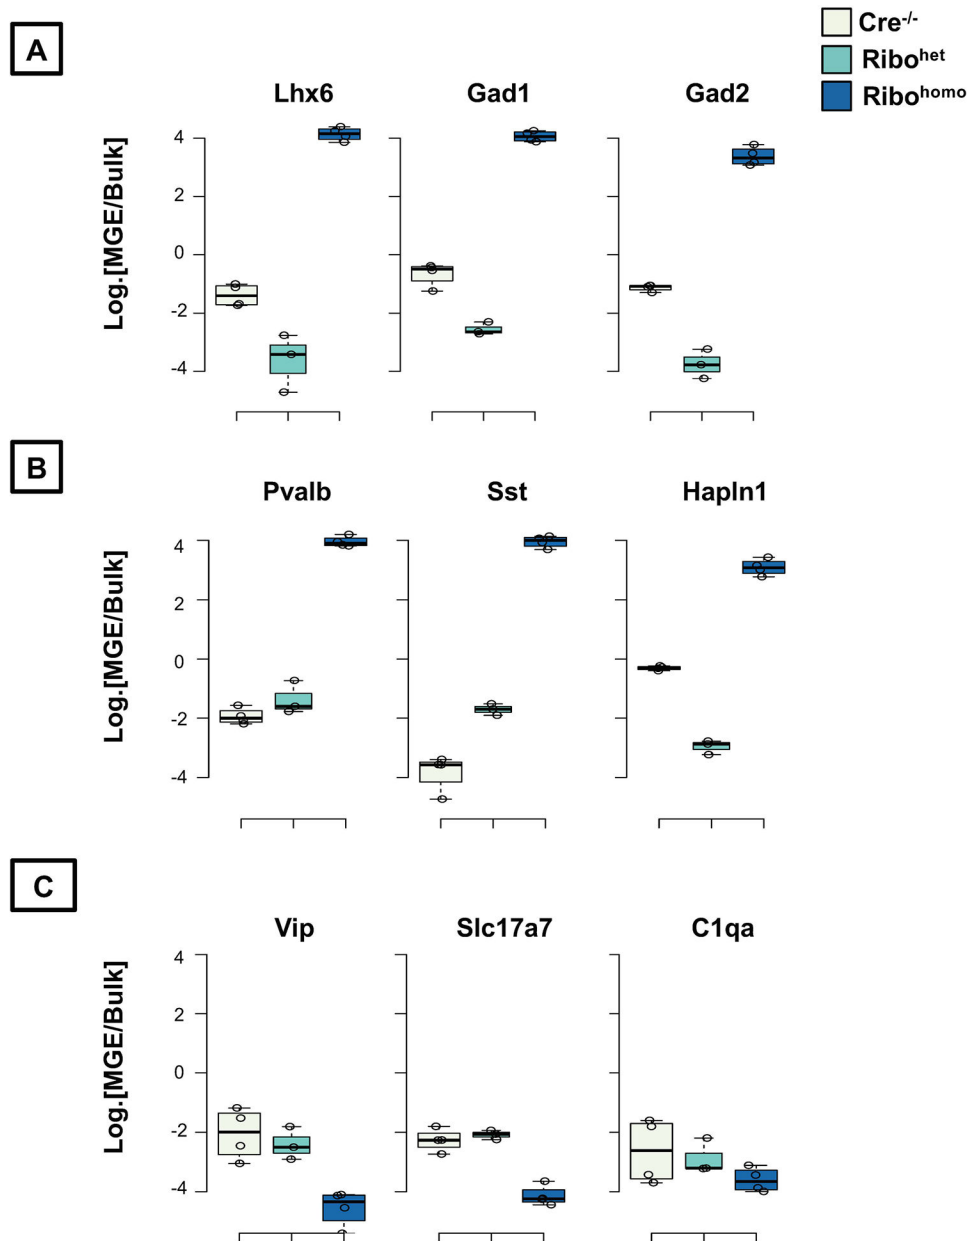 Cre-/-
A
Ribohet
Ribohomo
Lhx6 Gad1 Gad2
Log.[MGE/Bulk]
4
2
0
-2
-4
B
Pvalb Sst Hapln1
Log.[MGE/Bulk]
4
2
0
-2
-4
C
Vip Slc17a7 C1qa
Log.[MGE/Bulk]
4
2
0
-2
-4